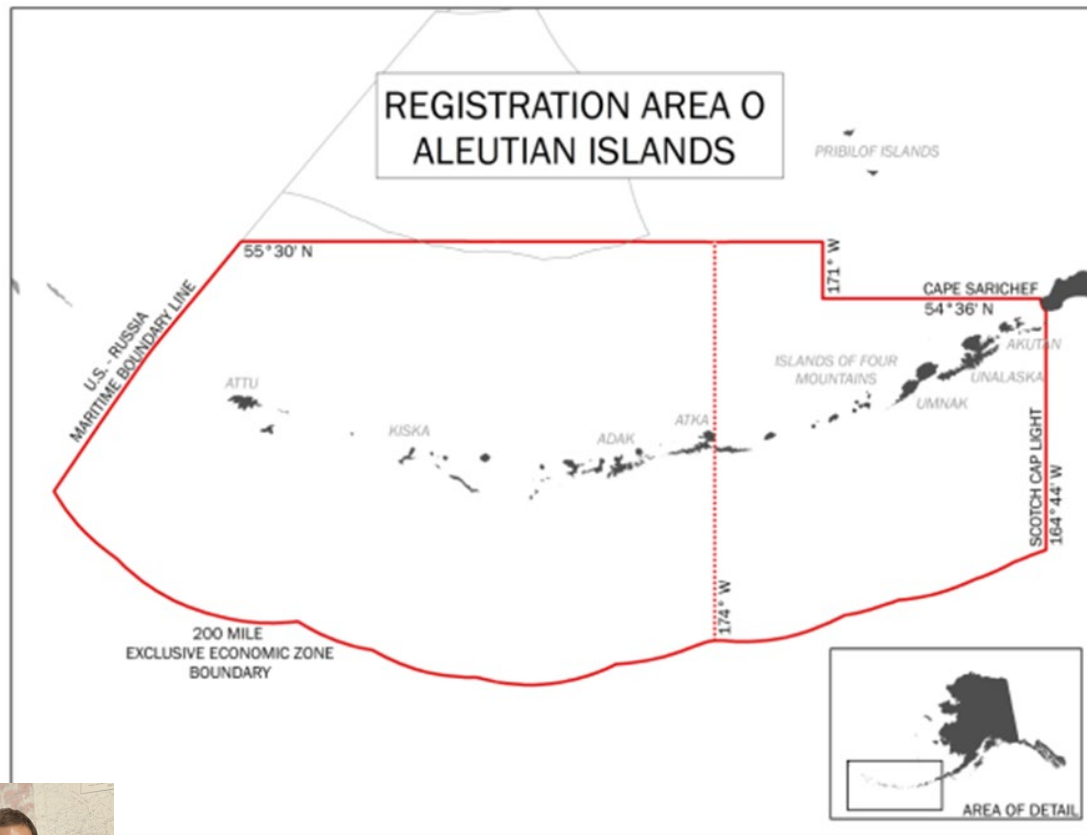 REGISTRATION AREA O
ALEUTIAN ISLANDS
PRIBILOF ISLANDS
55°30' N
171° W
CAPE SARICHEF
54°36' N
U.S. - RUSSIA
MARITIME BOUNDARY LINE
AKUTAN
ISLANDS OF FOUR
MOUNTAINS
UNALASKA
ATTU
UMNAK
KISKA
ADAK
ATKA
SCOTCH CAP LIGHT
164°44' W
174° W
200 MILE
EXCLUSIVE ECONOMIC ZONE
BOUNDARY
AREA OF DETAIL